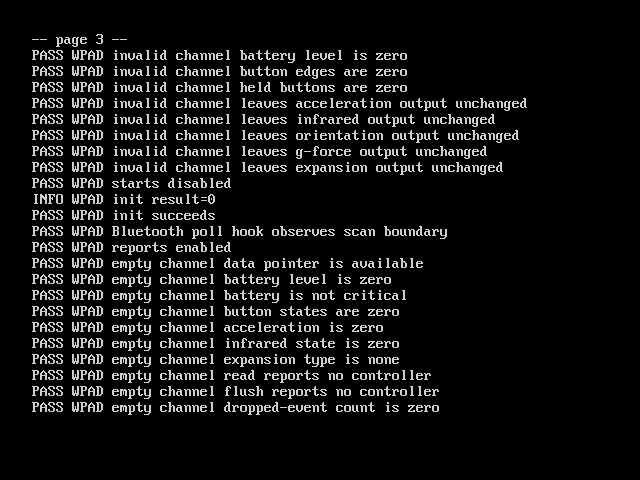 -- page 3 --
PASS WPAD invalid channel battery level is zero
PASS WPAD invalid channel button edges are zero
PASS WPAD invalid channel held buttons are zero
PASS WPAD invalid channel leaves acceleration output unchanged
PASS WPAD invalid channel leaves infrared output unchanged
PASS WPAD invalid channel leaves orientation output unchanged
PASS WPAD invalid channel leaves g-force output unchanged
PASS WPAD invalid channel leaves expansion output unchanged
PASS WPAD starts disabled
INFO WPAD init result=0
PASS WPAD init succeeds
PASS WPAD Bluetooth poll hook observes scan boundary
PASS WPAD reports enabled
PASS WPAD empty channel data pointer is available
PASS WPAD empty channel battery level is zero
PASS WPAD empty channel battery is not critical
PASS WPAD empty channel button states are zero
PASS WPAD empty channel acceleration is zero
PASS WPAD empty channel infrared state is zero
PASS WPAD empty channel expansion type is none
PASS WPAD empty channel read reports no controller
PASS WPAD empty channel flush reports no controller
PASS WPAD empty channel dropped-event count is zero